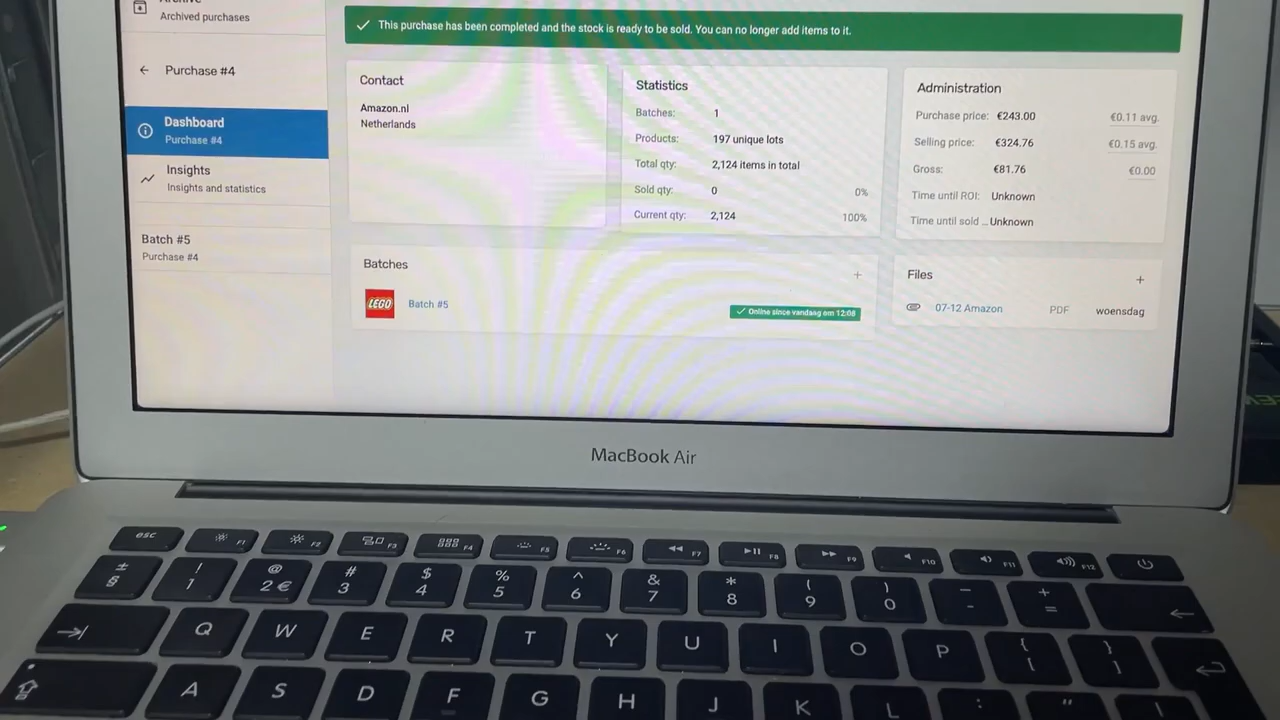 Archive
Archived purchases
Purchase #4
Dashboard
Purchase #4
Insights
Insights and statistics
Batch #5
Purchase #4
This purchase has been completed and the stock is ready to be sold. You can no longer add items to it.
Contact
Amazon.nl
Netherlands
Statistics
Batches: 1
Products: 197 unique lots
Total qty: 2,124 items in total
Sold qty: 0 0%
Current qty: 2,124 100%
Administration
Purchase price: €243.00 €0.11 avg.
Selling price: €324.76 €0.15 avg.
Gross: €81.76 €0.00
Time until ROI: Unknown
Time until sold ... Unknown
Batches +
LEGO Batch #5 Online since vandaag om 12:08
Files +
07-12 Amazon PDF woensdag
MacBook Air
esc F1 F2 F3 F4 F5 F6 F7 F8 F9 F10 F11 F12
± § ! 1 @ 2 € # 3 $ 4 % 5 ^ 6 & 7 * 8 ( 9 ) 0 _ - + =
Q W E R T Y U I O P { [ } ]
A S D F G H J K L : "